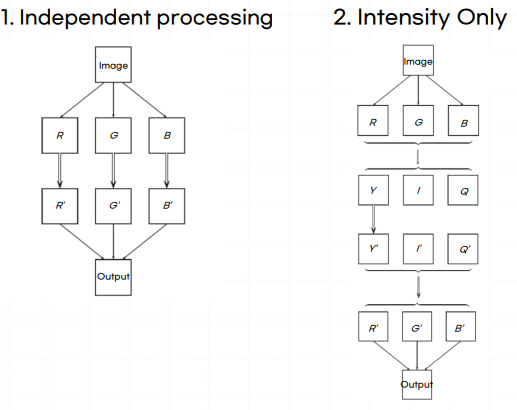 1. Independent processing
Image
R G B
R' G' B'
Output
2. Intensity Only
Image
R G B
Y I Q
Y' I' Q'
R' G' B'
Output